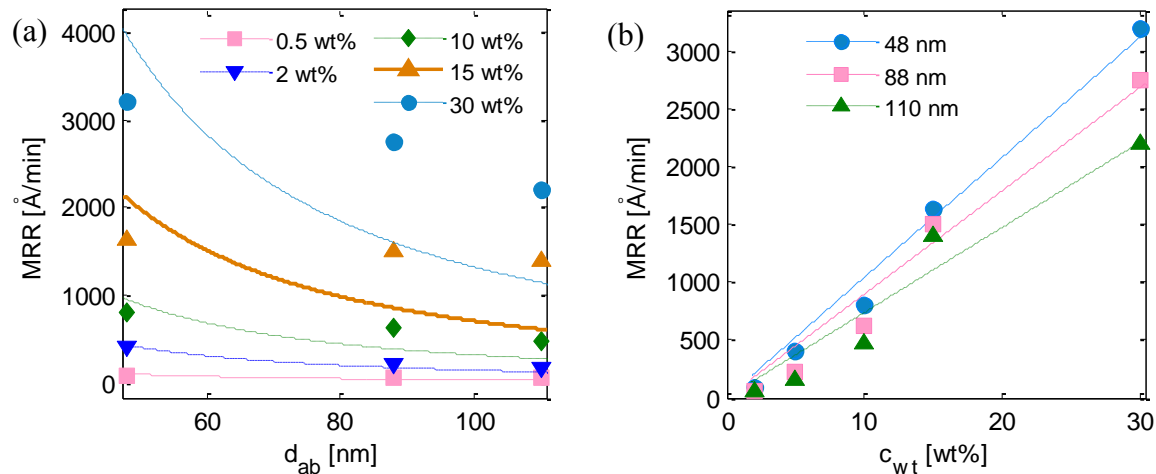 (a)
0.5 wt%
2 wt%
10 wt%
15 wt%
30 wt%
MRR [Å/min]
4000
3000
2000
1000
0
60
80
100
d_ab [nm]
(b)
48 nm
88 nm
110 nm
MRR [Å/min]
3000
2500
2000
1500
1000
500
0
0
10
20
30
c_wt [wt%]